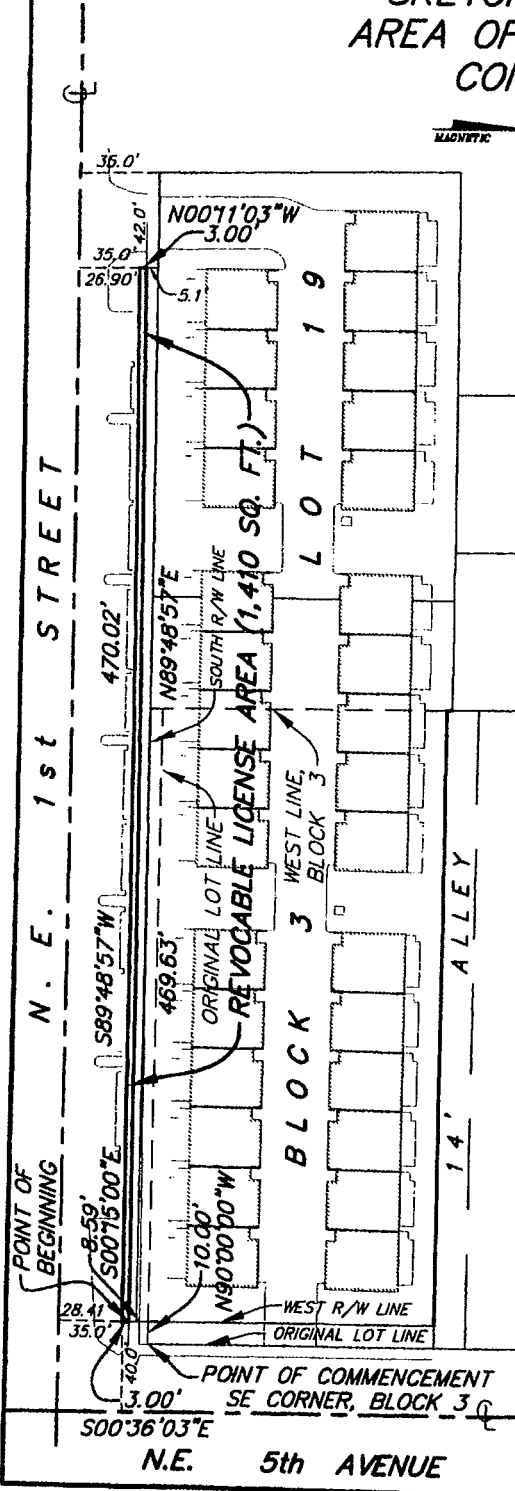 AREA OF
CON
MAGNETIC
35.0'
N00°11'03"W
3.00'
42.0'
35.0'
26.90'
5.1'
LOT 19
N.E. 1st STREET
470.02'
N89°48'57"E
SOUTH R/W LINE
REVOCABLE LICENSE AREA (1,410 SQ. FT.)
ORIGINAL LOT LINE
WEST LINE,
BLOCK 3
S89°48'57"W
469.63'
BLOCK 3
14' ALLEY
POINT OF
BEGINNING
8.59'
S00°15'00"E
10.00'
N90°00'00"W
28.41
35.0'
WEST R/W LINE
ORIGINAL LOT LINE
40.0'
POINT OF COMMENCEMENT
SE CORNER, BLOCK 3
3.00'
S00°36'03"E
N.E. 5th AVENUE